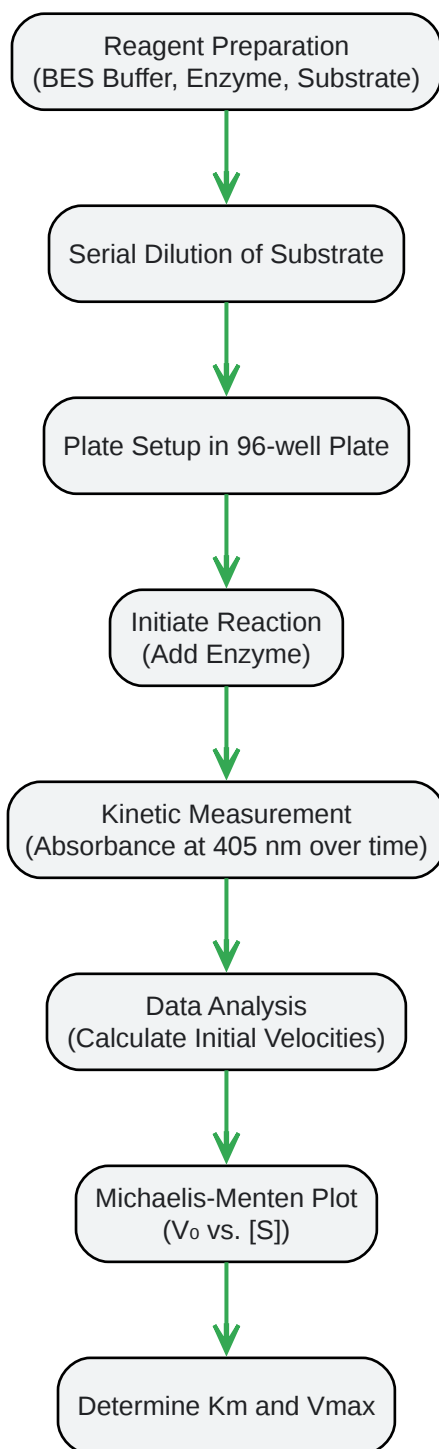 Reagent Preparation
(BES Buffer, Enzyme, Substrate)
Serial Dilution of Substrate
Plate Setup in 96-well Plate
Initiate Reaction
(Add Enzyme)
Kinetic Measurement
(Absorbance at 405 nm over time)
Data Analysis
(Calculate Initial Velocities)
Michaelis-Menten Plot
(V₀ vs. [S])
Determine Km and Vmax